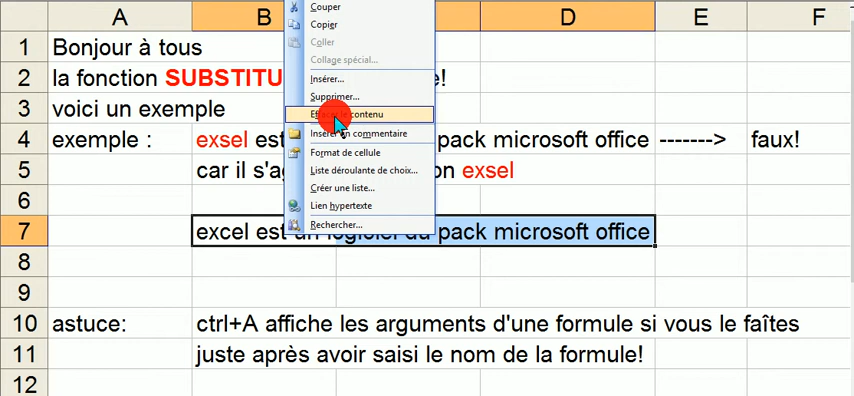 A B D E F
Couper
Copier
Coller
Collage spécial...
Insérer...
Supprimer...
le contenu
Insérer un commentaire
Format de cellule
Liste déroulante de choix...
Créer une liste...
Lien hypertexte
Rechercher...
1 Bonjour à tous
2 la fonction SUBSTITU e!
3 voici un exemple
4 exemple : exsel est pack microsoft office -------> faux!
5 car il s'a on exsel
6
7 excel est un logiciel du pack microsoft office
8
9
10 astuce: ctrl+A affiche les arguments d'une formule si vous le faîtes
11 juste après avoir saisi le nom de la formule!
12